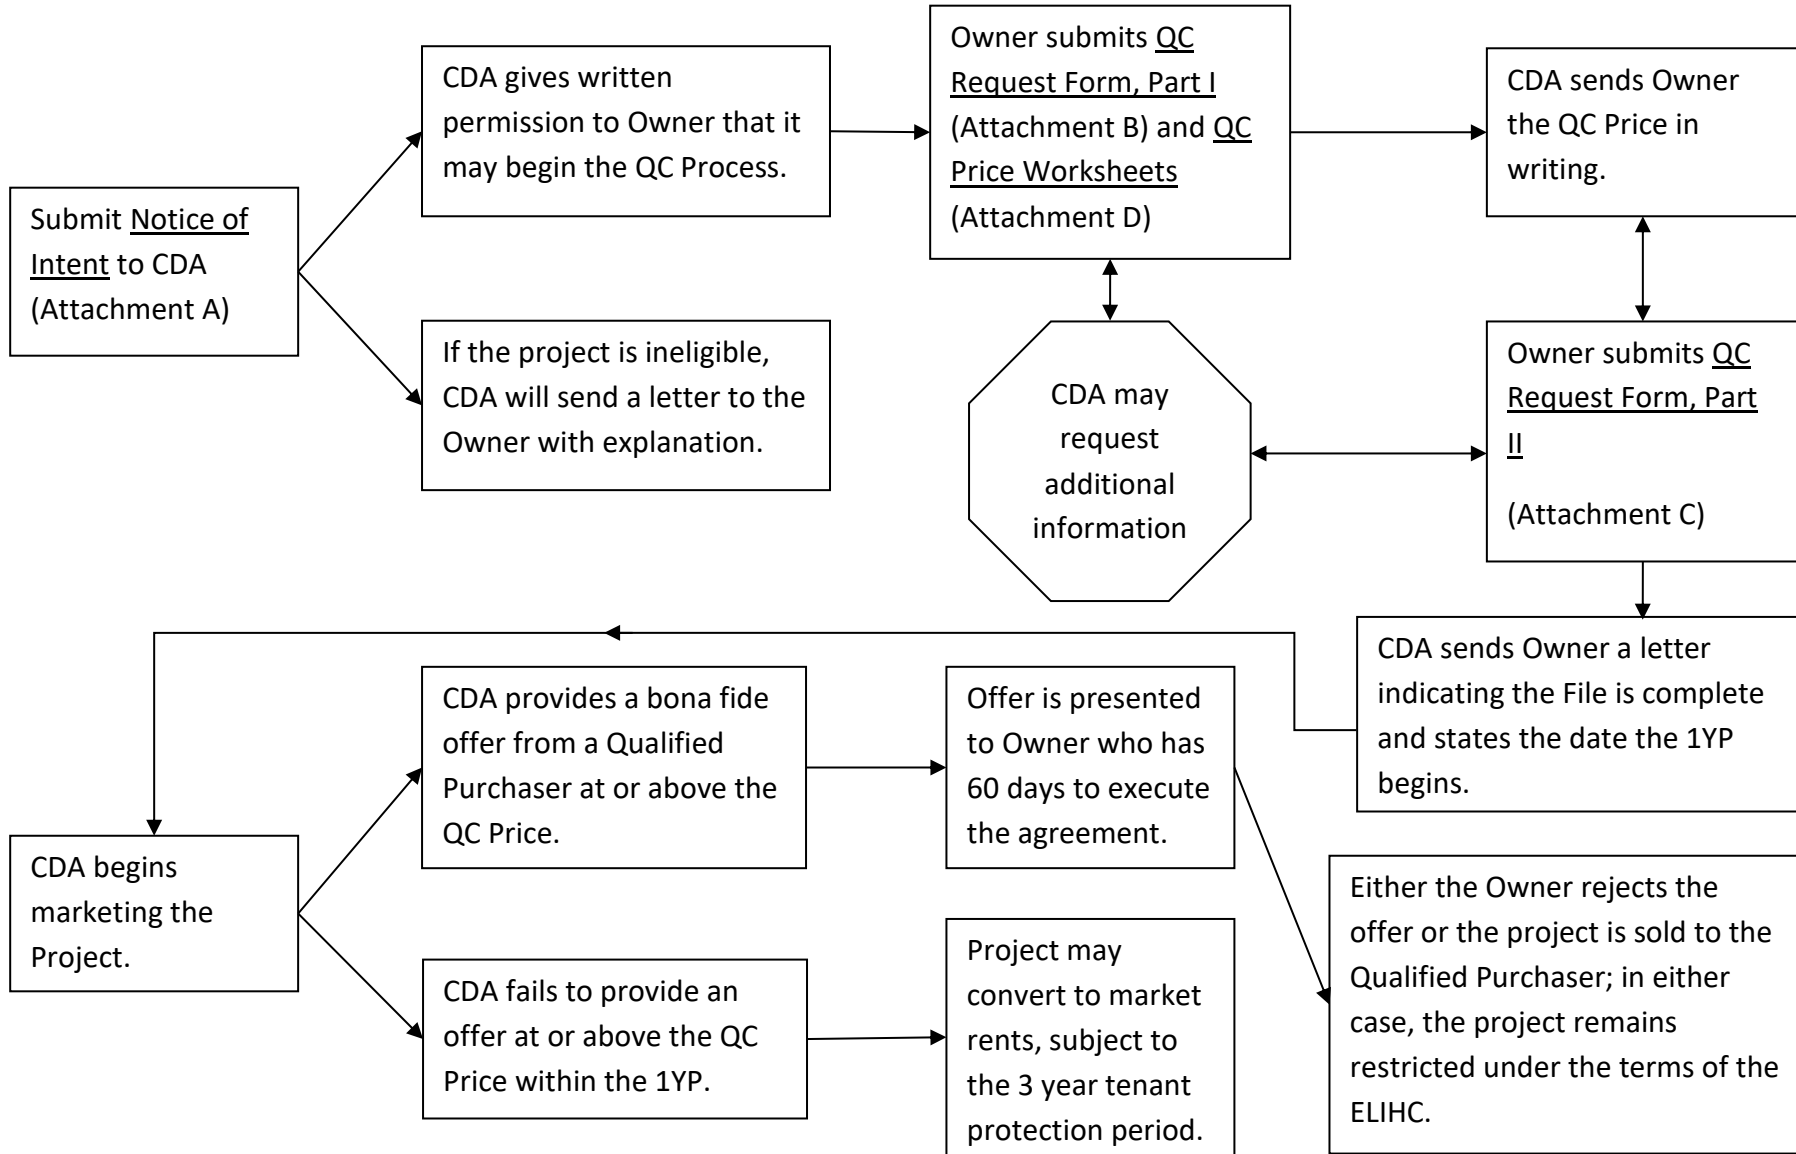 Submit Notice of
Intent to CDA
(Attachment A)
CDA gives written
permission to Owner that it
may begin the QC Process.
If the project is ineligible,
CDA will send a letter to the
Owner with explanation.
Owner submits QC
Request Form, Part I
(Attachment B) and QC
Price Worksheets
(Attachment D)
CDA may
request
additional
information
CDA sends Owner
the QC Price in
writing.
Owner submits QC
Request Form, Part
II
(Attachment C)
CDA sends Owner a letter
indicating the File is complete
and states the date the 1YP
begins.
CDA begins
marketing the
Project.
CDA provides a bona fide
offer from a Qualified
Purchaser at or above the
QC Price.
Offer is presented
to Owner who has
60 days to execute
the agreement.
Either the Owner rejects the
offer or the project is sold to the
Qualified Purchaser; in either
case, the project remains
restricted under the terms of the
ELIHC.
CDA fails to provide an
offer at or above the QC
Price within the 1YP.
Project may
convert to market
rents, subject to
the 3 year tenant
protection period.